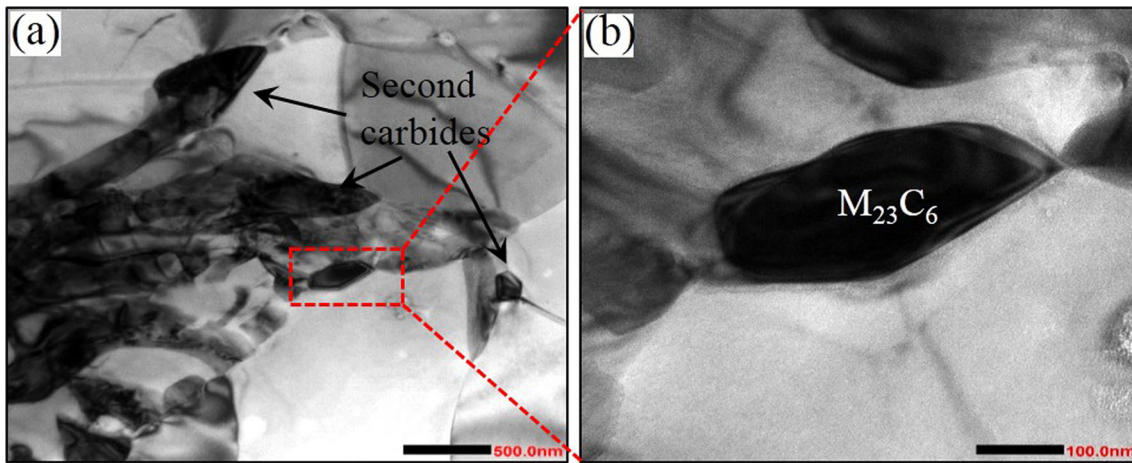 (a)
Second
carbides
500.0nm
(b)
M₂₃C₆
100.0nm